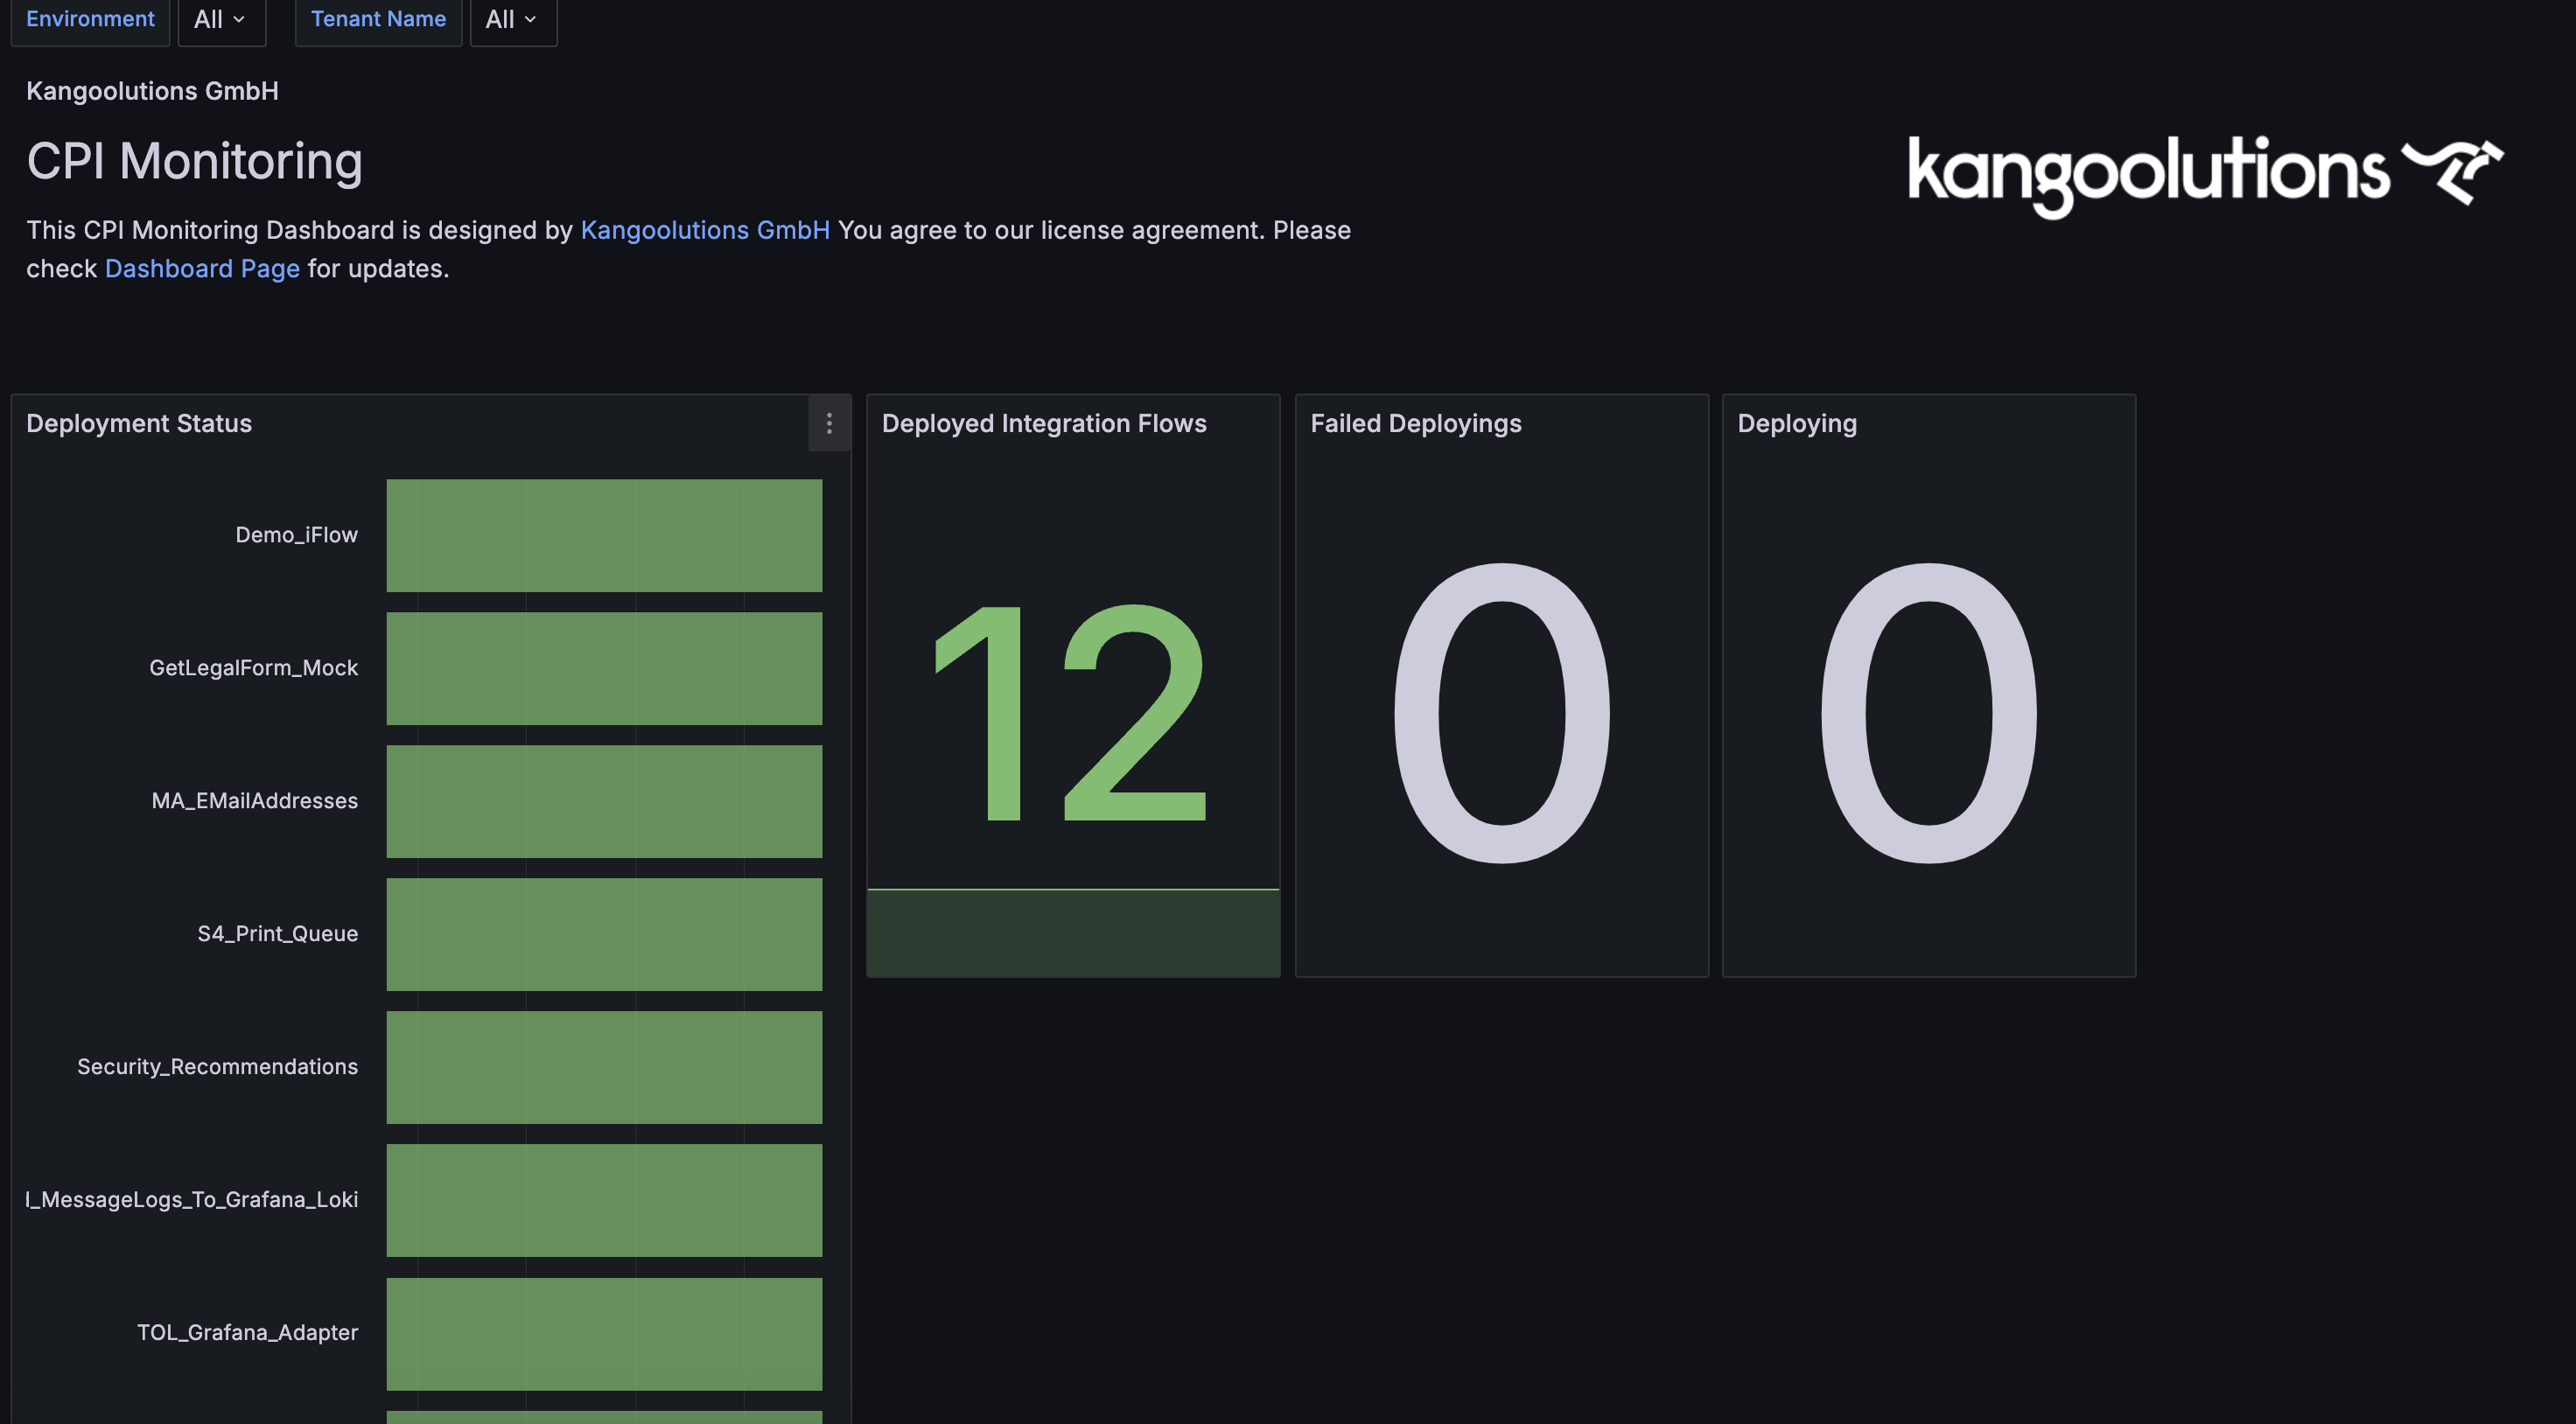 Environment All Tenant Name All
Kangoolutions GmbH
CPI Monitoring
kangoolutions
This CPI Monitoring Dashboard is designed by Kangoolutions GmbH You agree to our license agreement. Please
check Dashboard Page for updates.
Deployment Status
Deployed Integration Flows
Failed Deployings
Deploying
Demo_iFlow
GetLegalForm_Mock
MA_EMailAddresses
S4_Print_Queue
Security_Recommendations
_MessageLogs_To_Grafana_Loki
TOL_Grafana_Adapter
12
0
0